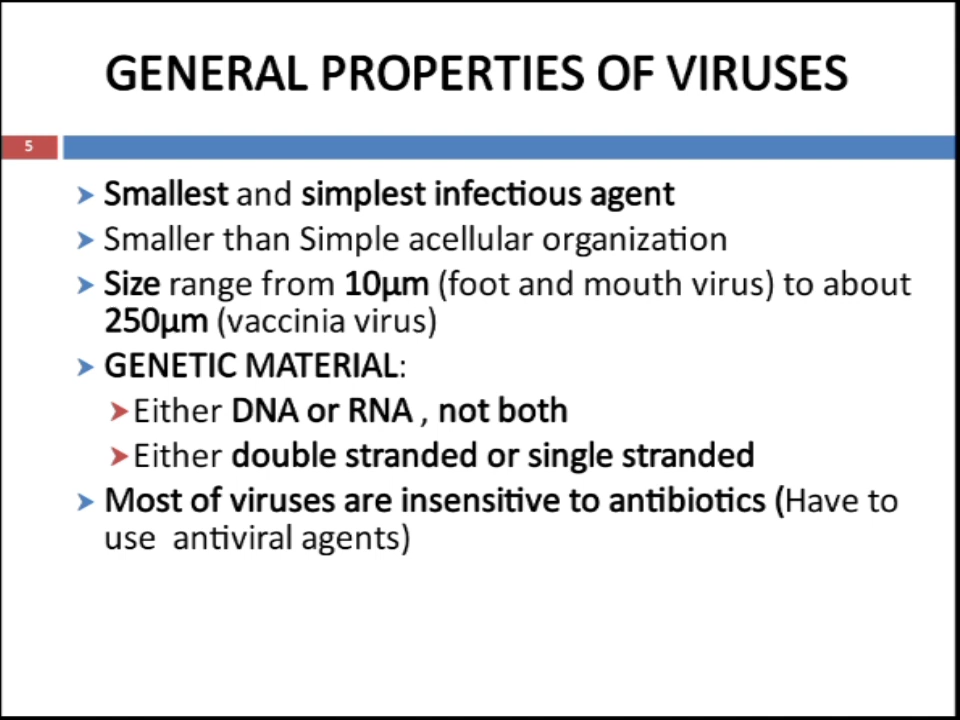 GENERAL PROPERTIES OF VIRUSES
5
➤ Smallest and simplest infectious agent
➤ Smaller than Simple acellular organization
➤ Size range from 10µm (foot and mouth virus) to about
250µm (vaccinia virus)
➤ GENETIC MATERIAL:
➤Either DNA or RNA , not both
➤Either double stranded or single stranded
➤ Most of viruses are insensitive to antibiotics (Have to
use  antiviral agents)